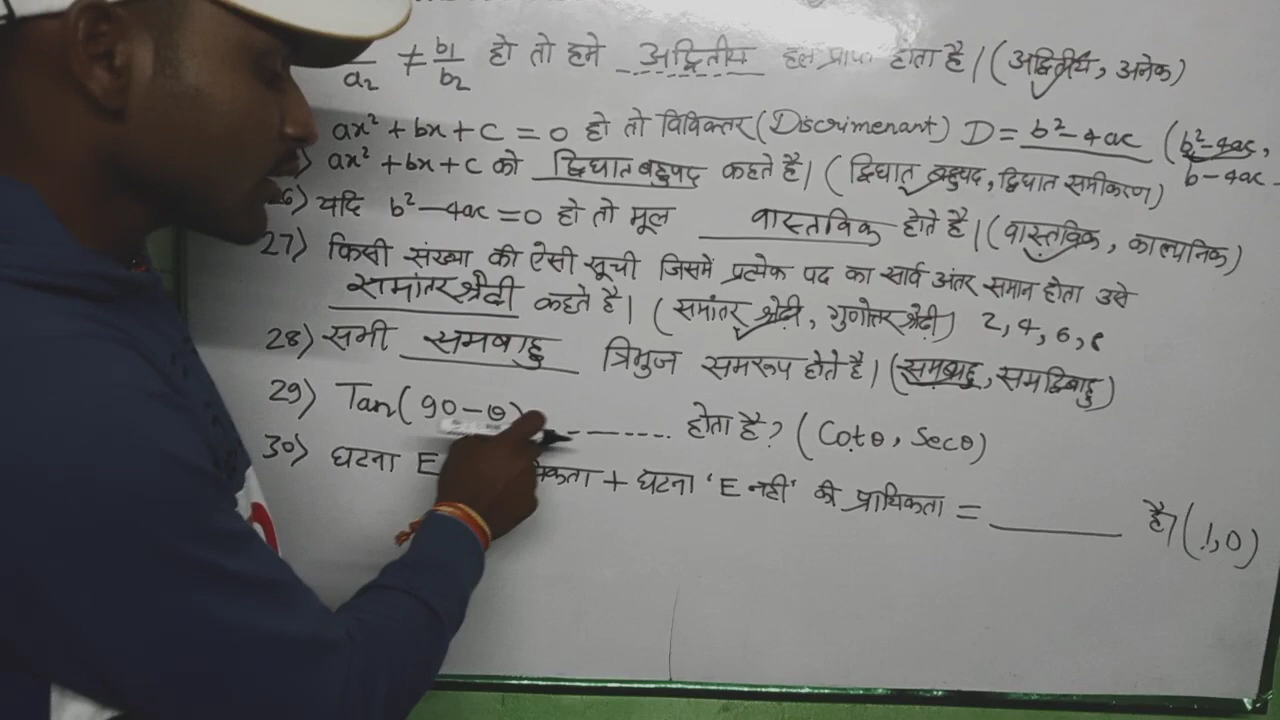 a₂ ≠ b₁/b₂ हो तो हमे अद्वितीय हल प्राप्त होता है। (अद्वितीय, अनेक)
ax² + bx + c = 0 हो तो विविक्तर (Discrimenant) D = b²-4ac (b²-4ac,
b-4ac
) ax² + bx + c को द्विघात बहुपद कहते है। (द्विघात बहुपद, द्विघात समीकरण)
26) यदि b²-4ac = 0 हो तो मूल वास्तविक होते है। (वास्तविक, काल्पनिक)
27) किसी संख्या की ऐसी सूची जिसमें प्रत्येक पद का सार्व अंतर समान होता उसे
समांतर श्रेढी कहते है। (समांतर श्रेढी, गुणोत्तर श्रेढी) 2, 4, 6, 8
28) सभी समबाहु त्रिभुज समरूप होते है। (समबाहु, समद्विबाहु)
29) Tan(90-θ) ------- होता है? (Cotθ, Secθ)
30) घटना E + घटना 'E नही' की प्रायिकता = ______ है? (1, 0)